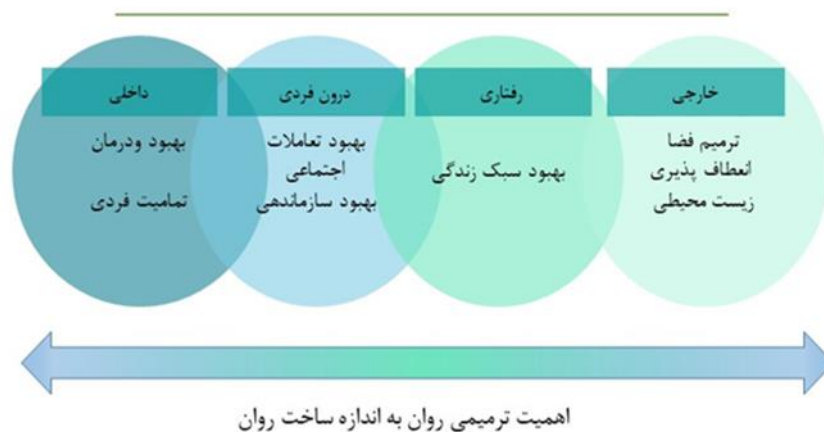 خارجی
ترمیم فضا
انعطاف پذیری
زیست محیطی
رفتاری
بهبود سبک زندگی
درون فردی
بهبود تعاملات
اجتماعی
بهبود سازماندهی
داخلی
بهبود ودرمان
تمامیت فردی
اهمیت ترمیمی روان به اندازه ساخت روان